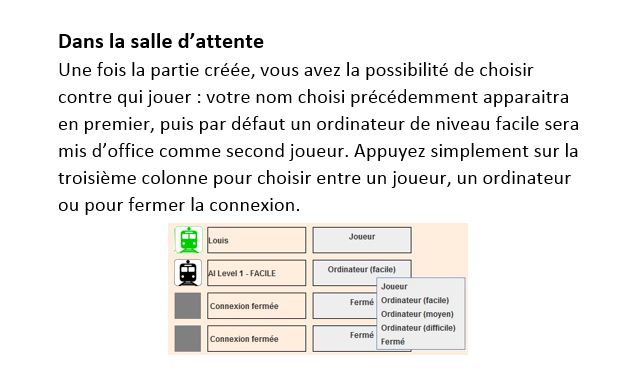 Dans la salle d’attente
Une fois la partie créée, vous avez la possibilité de choisir
contre qui jouer : votre nom choisi précédemment apparaitra
en premier, puis par défaut un ordinateur de niveau facile sera
mis d’office comme second joueur. Appuyez simplement sur la
troisième colonne pour choisir entre un joueur, un ordinateur
ou pour fermer la connexion.
Louis Joueur
AI Level 1 - FACILE Ordinateur (facile)
Connexion fermée Fermé
Connexion fermée Fermé
Joueur
Ordinateur (facile)
Ordinateur (moyen)
Ordinateur (difficile)
Fermé